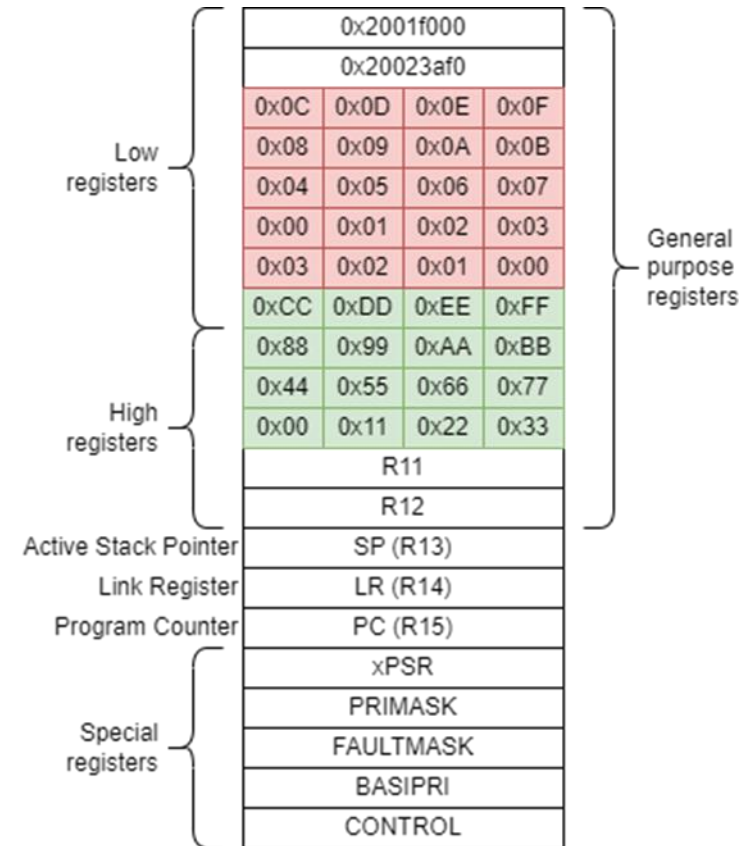 0x2001f000
0x20023af0
0x0C 0x0D 0x0E 0x0F
0x08 0x09 0x0A 0x0B
Low
registers
0x04 0x05 0x06 0x07
0x00 0x01 0x02 0x03
General
purpose
registers
0x03 0x02 0x01 0x00
0xCC 0xDD 0xEE 0xFF
0x88 0x99 0xAA 0xBB
0x44 0x55 0x66 0x77
High
registers
0x00 0x11 0x22 0x33
R11
R12
Active Stack Pointer SP (R13)
Link Register LR (R14)
Program Counter PC (R15)
xPSR
PRIMASK
Special
registers
FAULTMASK
BASIPRI
CONTROL